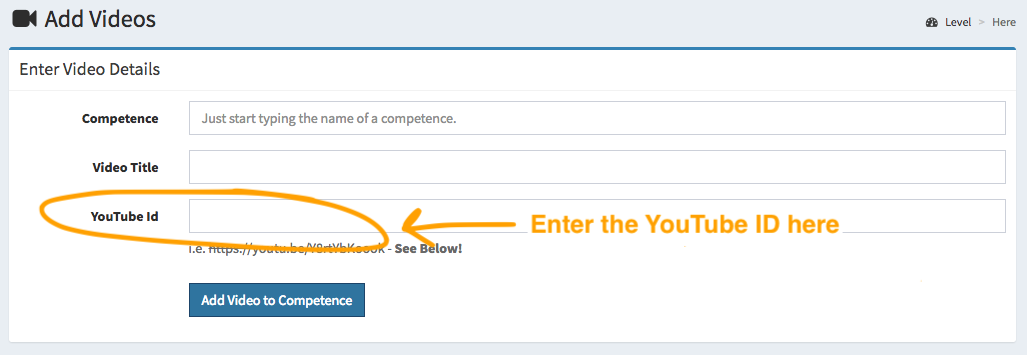 Add Videos
Level > Here
Enter Video Details
Competence
Just start typing the name of a competence.
Video Title
YouTube Id
Enter the YouTube ID here
i.e. https://youtu.be/ - See Below!
Add Video to Competence